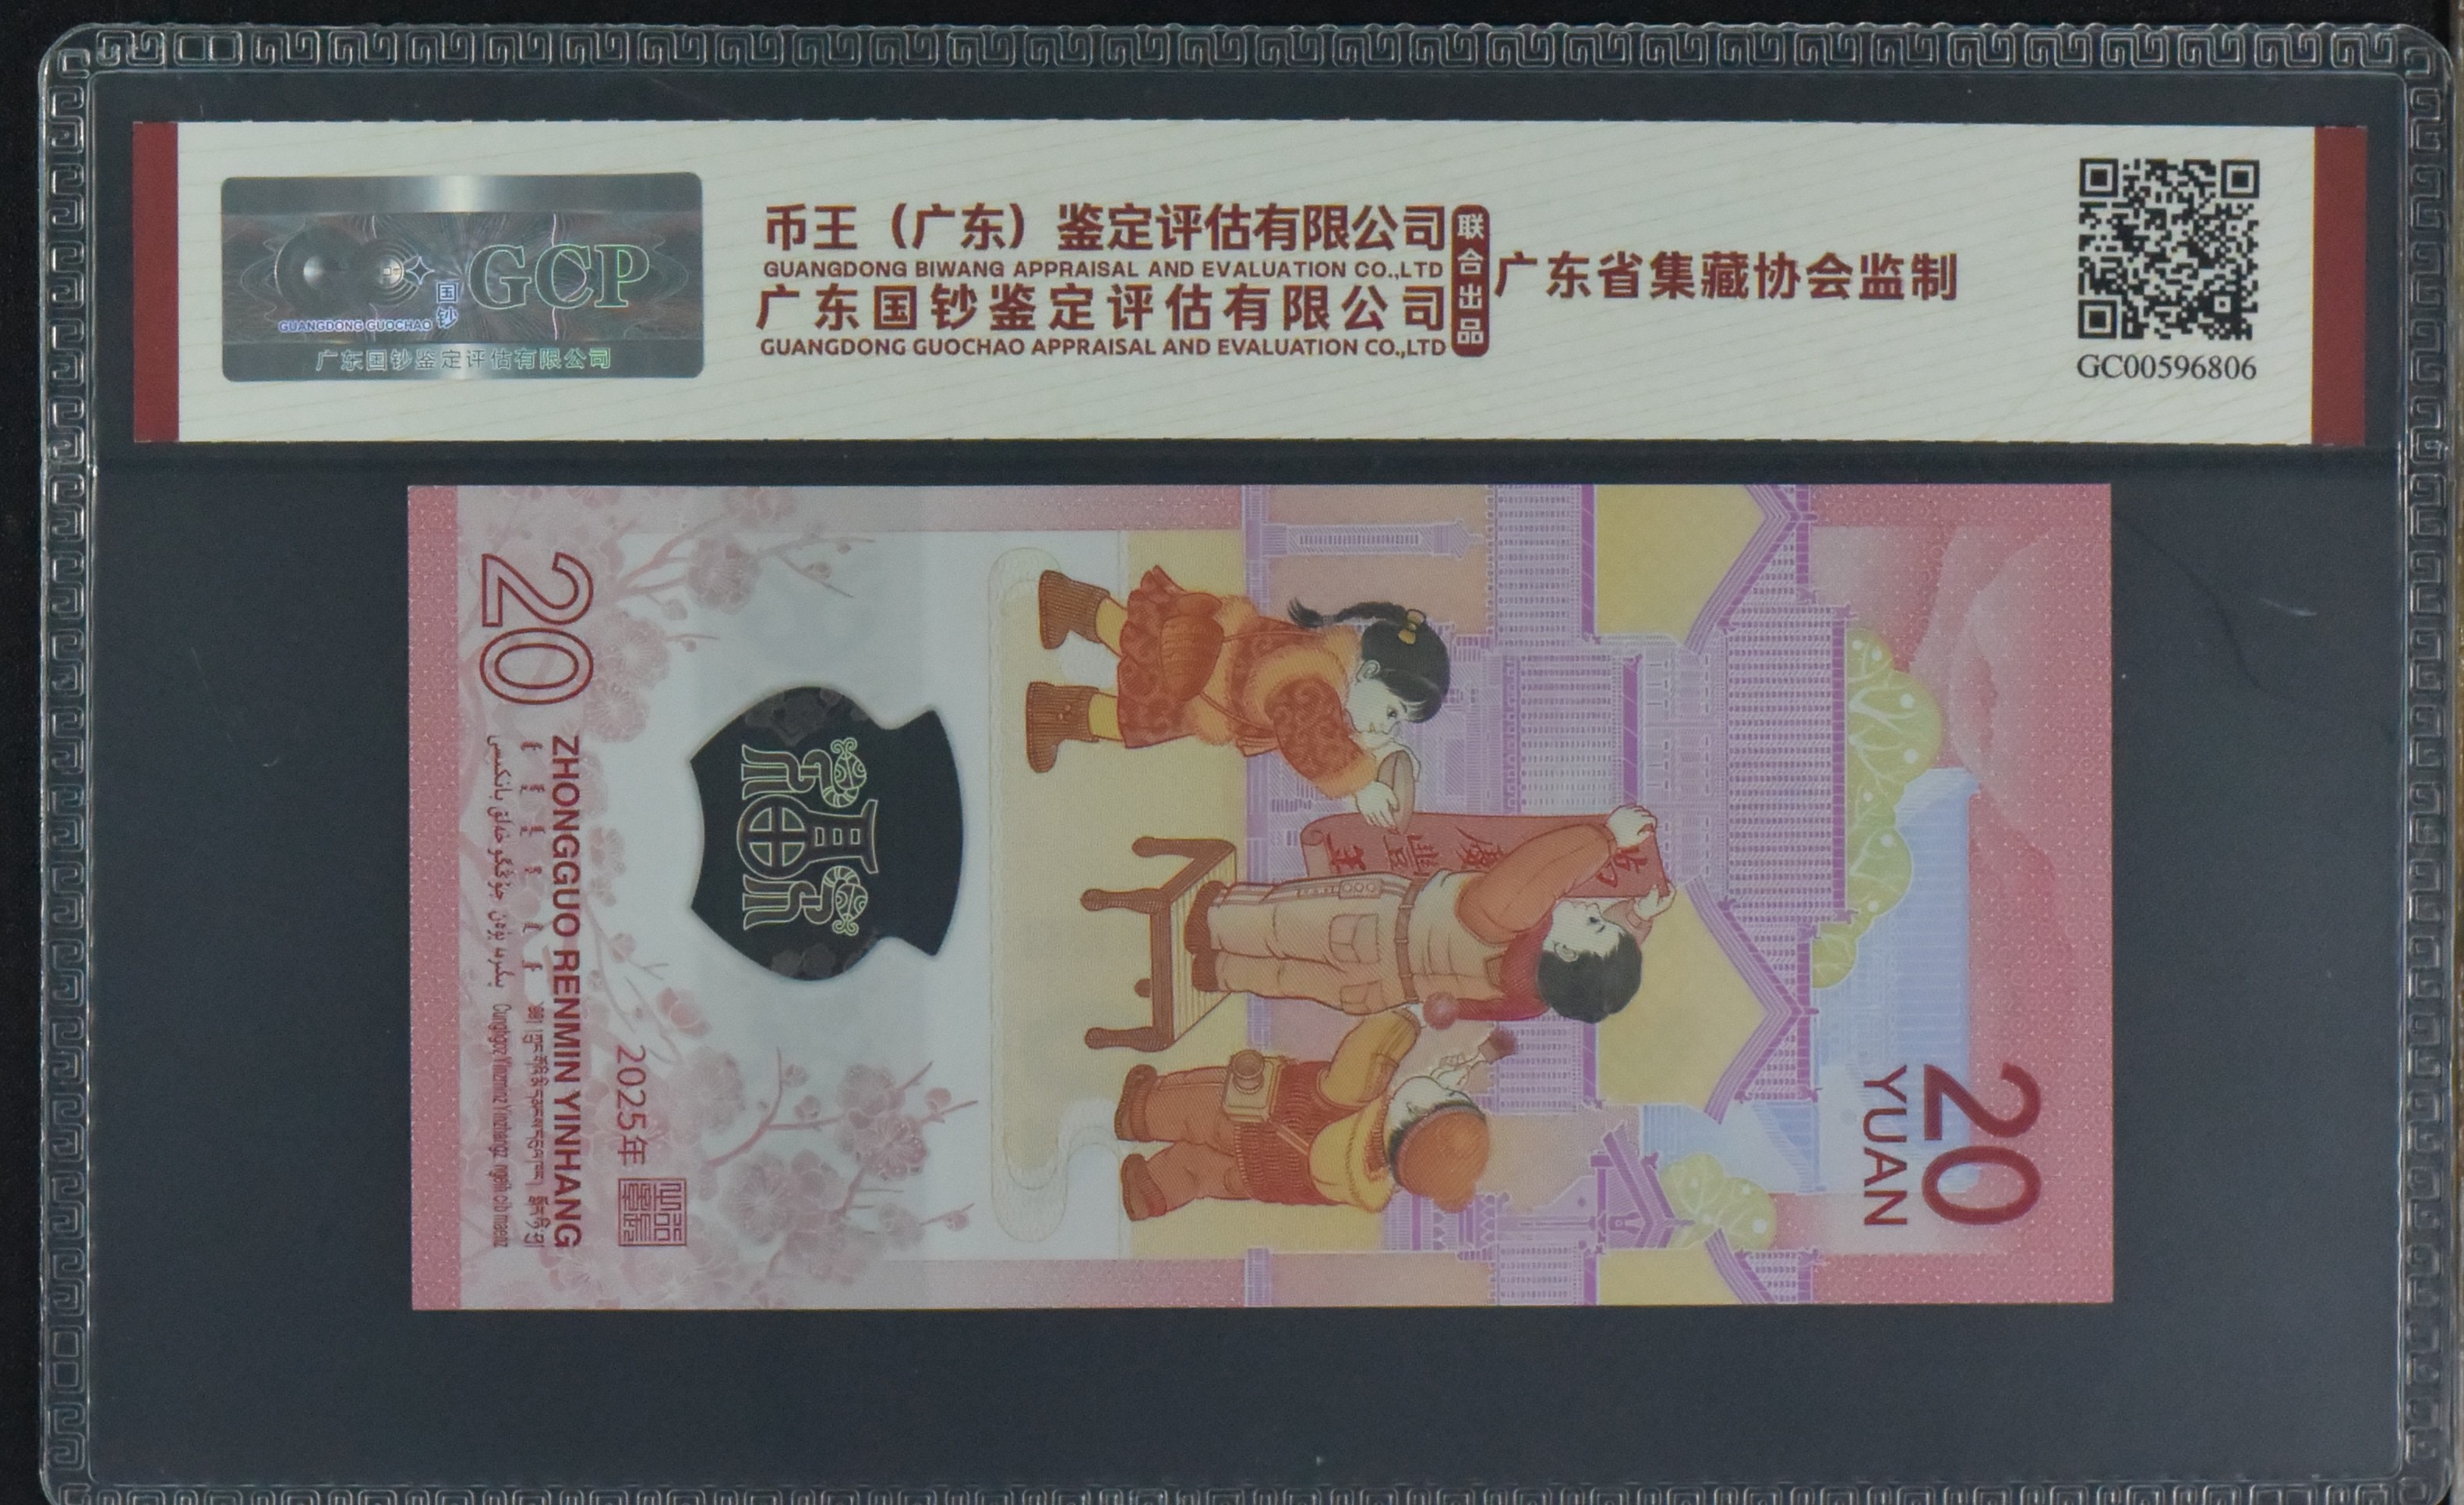 国钞
GCP
GUANGDONG GUOCHAO
广东国钞鉴定评估有限公司
币王（广东）鉴定评估有限公司
GUANGDONG BIWANG APPRAISAL AND EVALUATION CO.,LTD
广东国钞鉴定评估有限公司
GUANGDONG GUOCHAO APPRAISAL AND EVALUATION CO.,LTD
联合出品
广东省集藏协会监制
GC00596806
20
YUAN
2025年
20
ZHONGGUO RENMIN YINHANG